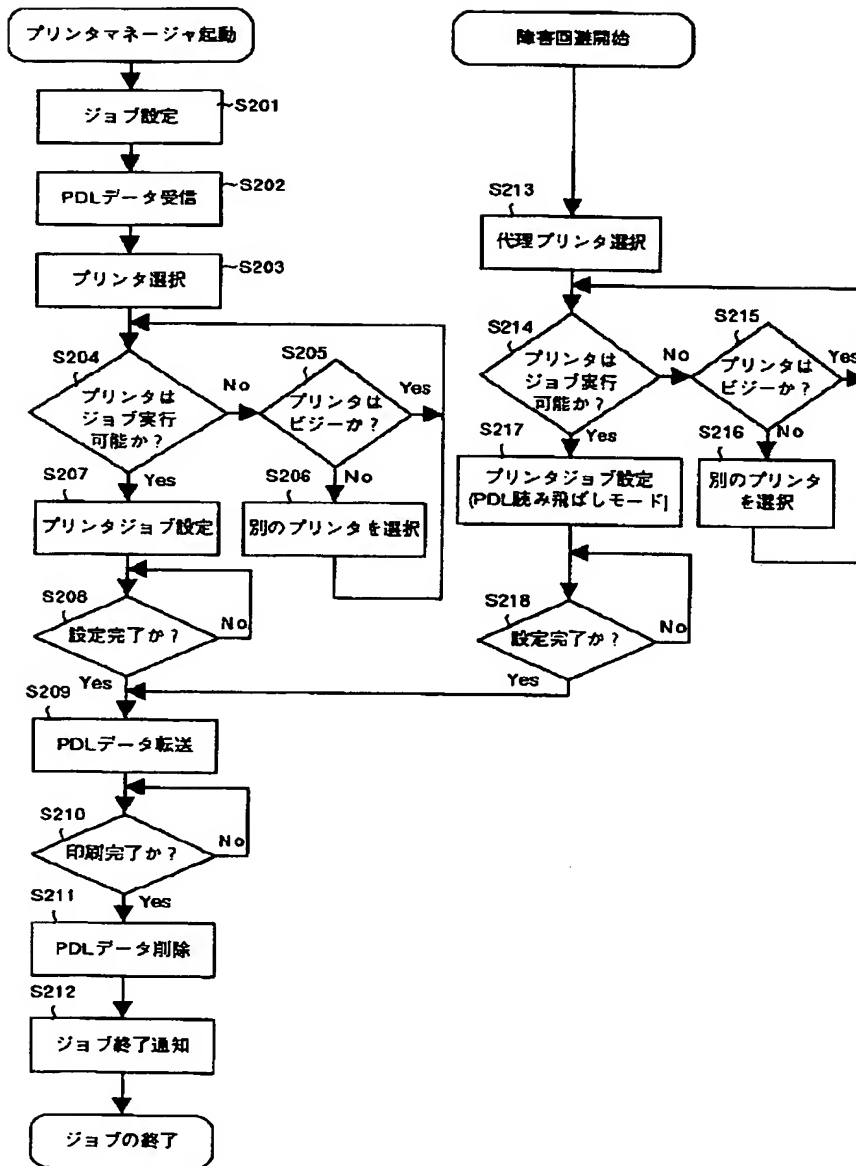 プリンタマネージャ起動
ジョブ設定
S201
PDLデータ受信
S202
プリンタ選択
S203
S204
プリンタは
ジョブ実行
可能か？
No
Yes
S205
プリンタは
ビジーか？
Yes
No
S206
別のプリンタを選択
S207
プリンタジョブ設定
S208
設定完了か？
No
Yes
S209
PDLデータ転送
S210
印刷完了か？
No
Yes
S211
PDLデータ削除
S212
ジョブ終了通知
ジョブの終了
障害回避開始
S213
代理プリンタ選択
S214
プリンタは
ジョブ実行
可能か？
No
Yes
S215
プリンタは
ビジーか？
Yes
No
S216
別のプリンタ
を選択
S217
プリンタジョブ設定
(PDL読み飛ばしモード]
S218
設定完了か？
No
Yes